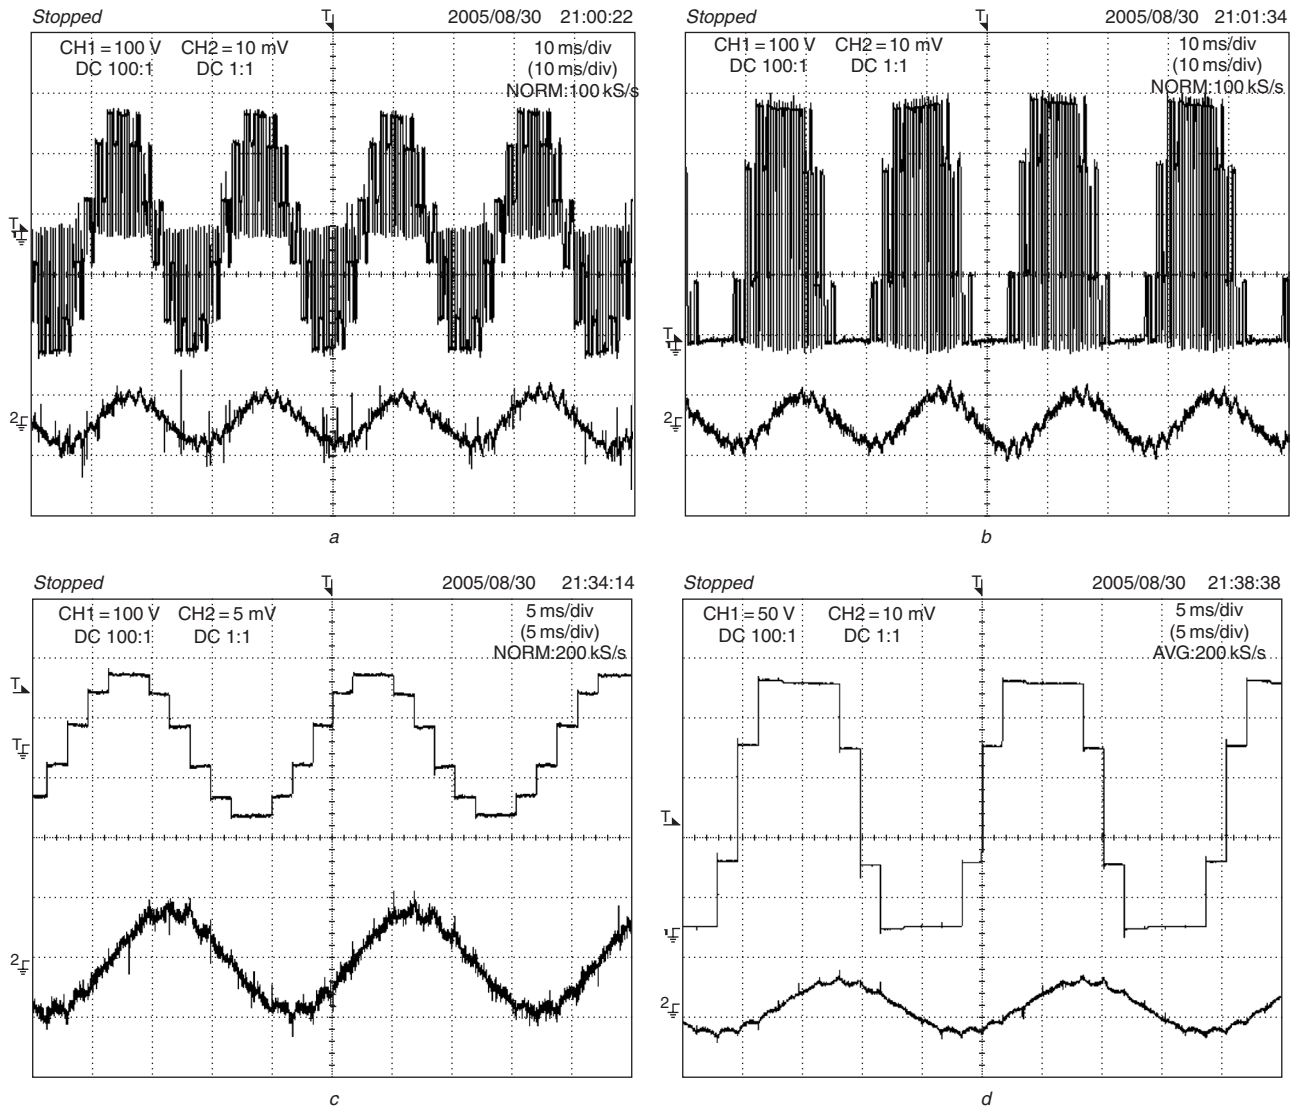 Stopped T 2005/08/30 21:00:22
CH1 = 100 V CH2 = 10 mV 10 ms/div
DC 100:1 DC 1:1 (10 ms/div)
NORM:100 kS/s
T
2
a
Stopped T 2005/08/30 21:01:34
CH1 = 100 V CH2 = 10 mV 10 ms/div
DC 100:1 DC 1:1 (10 ms/div)
NORM:100 kS/s
T
2
b
Stopped T 2005/08/30 21:34:14
CH1 = 100 V CH2 = 5 mV 5 ms/div
DC 100:1 DC 1:1 (5 ms/div)
NORM:200 kS/s
T
T
2
c
Stopped T 2005/08/30 21:38:38
CH1 = 50 V CH2 = 10 mV 5 ms/div
DC 100:1 DC 1:1 (5 ms/div)
AVG:200 kS/s
T
2
d